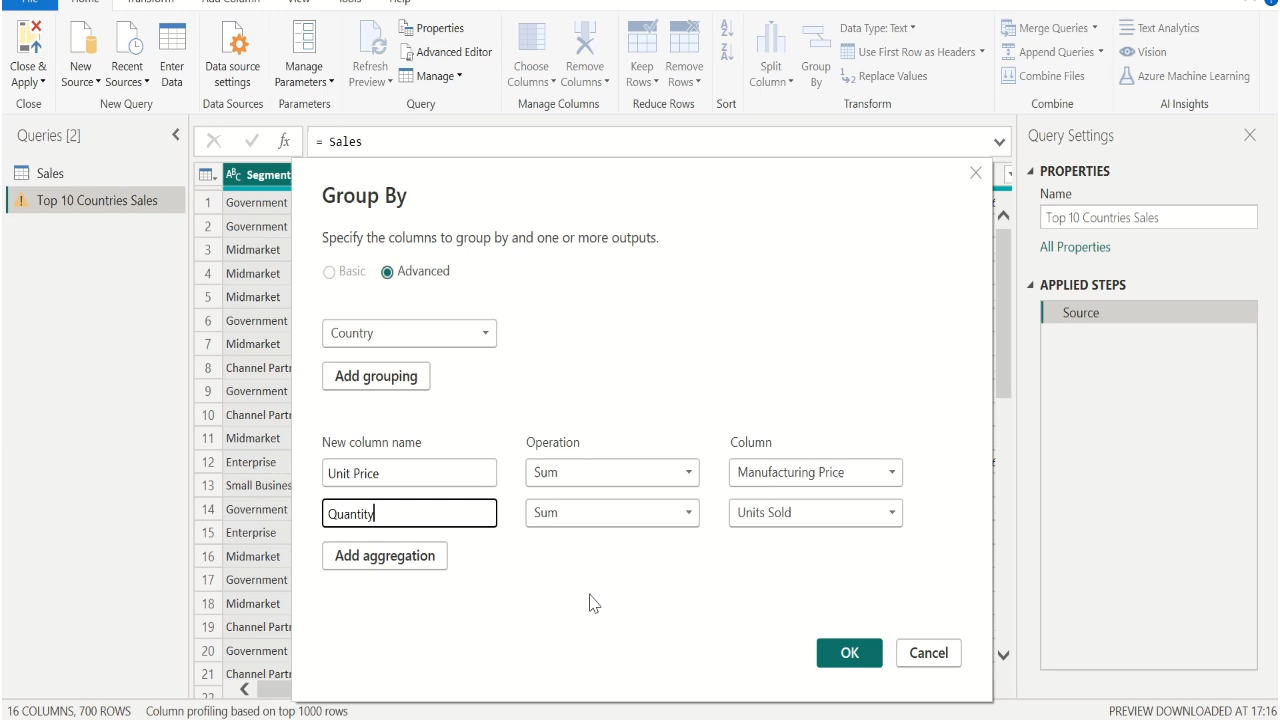 File
Home
Transform
Add Column
View
Tools
Help
Close &
Apply
Close
New
Source
Recent
Sources
Enter
Data
New Query
Data source
settings
Data Sources
Manage
Parameters
Parameters
Refresh
Preview
Properties
Advanced Editor
Manage
Query
Choose
Columns
Remove
Columns
Manage Columns
Keep
Rows
Remove
Rows
Reduce Rows
Sort
Split
Column
Group
By
Data Type: Text
Use First Row as Headers
Replace Values
Transform
Merge Queries
Append Queries
Combine Files
Combine
Text Analytics
Vision
Azure Machine Learning
AI Insights
Queries [2]
Sales
Top 10 Countries Sales
fx
= Sales
ABC Segment
1 Government
2 Government
3 Midmarket
4 Midmarket
5 Midmarket
6 Government
7 Midmarket
8 Channel Partn
9 Government
10 Channel Partn
11 Midmarket
12 Enterprise
13 Small Busines
14 Government
15 Enterprise
16 Midmarket
17 Government
18 Midmarket
19 Channel Partn
20 Government
21 Channel Partn
22
Group By
Specify the columns to group by and one or more outputs.
Basic
Advanced
Country
Add grouping
New column name Operation Column
Unit Price Sum Manufacturing Price
Quantity Sum Units Sold
Add aggregation
OK Cancel
Query Settings
PROPERTIES
Name
Top 10 Countries Sales
All Properties
APPLIED STEPS
Source
16 COLUMNS, 700 ROWS Column profiling based on top 1000 rows
PREVIEW DOWNLOADED AT 17:16